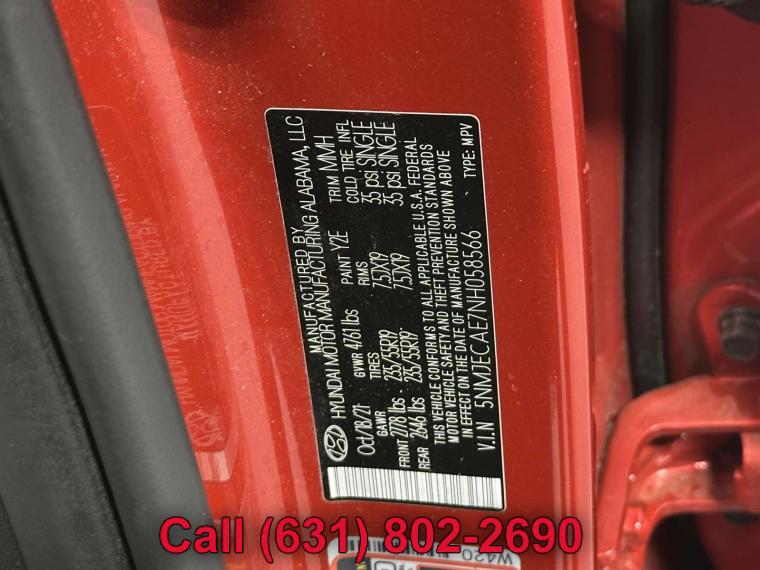 MANUFACTURED BY
HYUNDAI MOTOR MANUFACTURING ALABAMA, LLC
Oct/18/21 GVWR 4761 lbs PAINT Y2E TRIM MMH
GAWR TIRES RIMS COLD TIRE INFL
FRONT 2778 lbs 235/55R19 7.5JX19 35 psi SINGLE
REAR 2646 lbs 235/55R19 7.5JX19 35 psi SINGLE
THIS VEHICLE CONFORMS TO ALL APPLICABLE U.S.A. FEDERAL
MOTOR VEHICLE SAFETY AND THEFT PREVENTION STANDARDS
IN EFFECT ON THE DATE OF MANUFACTURE SHOWN ABOVE
V.I.N 5NMJECAE7NH058566 TYPE: MPV
W420
Call (631) 802-2690